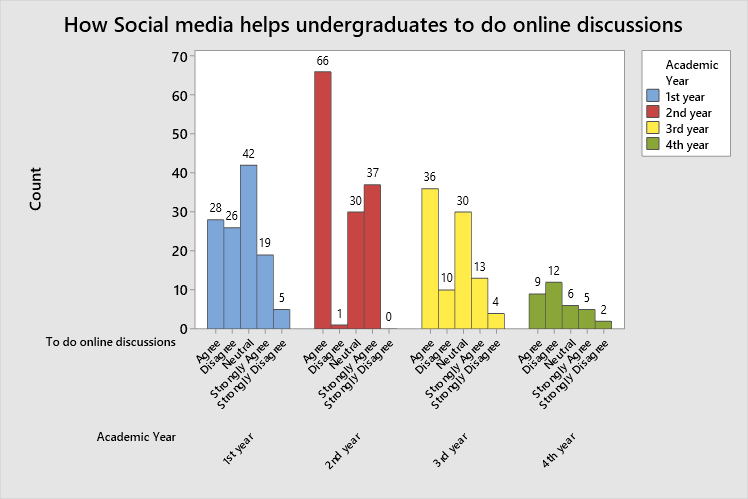 How Social media helps undergraduates to do online discussions
Academic
Year
1st year
2nd year
3rd year
4th year
Count
70
60
50
40
30
20
10
0
28
26
42
19
5
66
1
30
37
0
36
10
30
13
4
9
12
6
5
2
To do online discussions
Agree
Disagree
Neutral
Strongly Agree
Strongly Disagree
Agree
Disagree
Neutral
Strongly Agree
Strongly Disagree
Agree
Disagree
Neutral
Strongly Agree
Strongly Disagree
Agree
Disagree
Neutral
Strongly Agree
Strongly Disagree
Academic Year
1st year
2nd year
3rd year
4th year